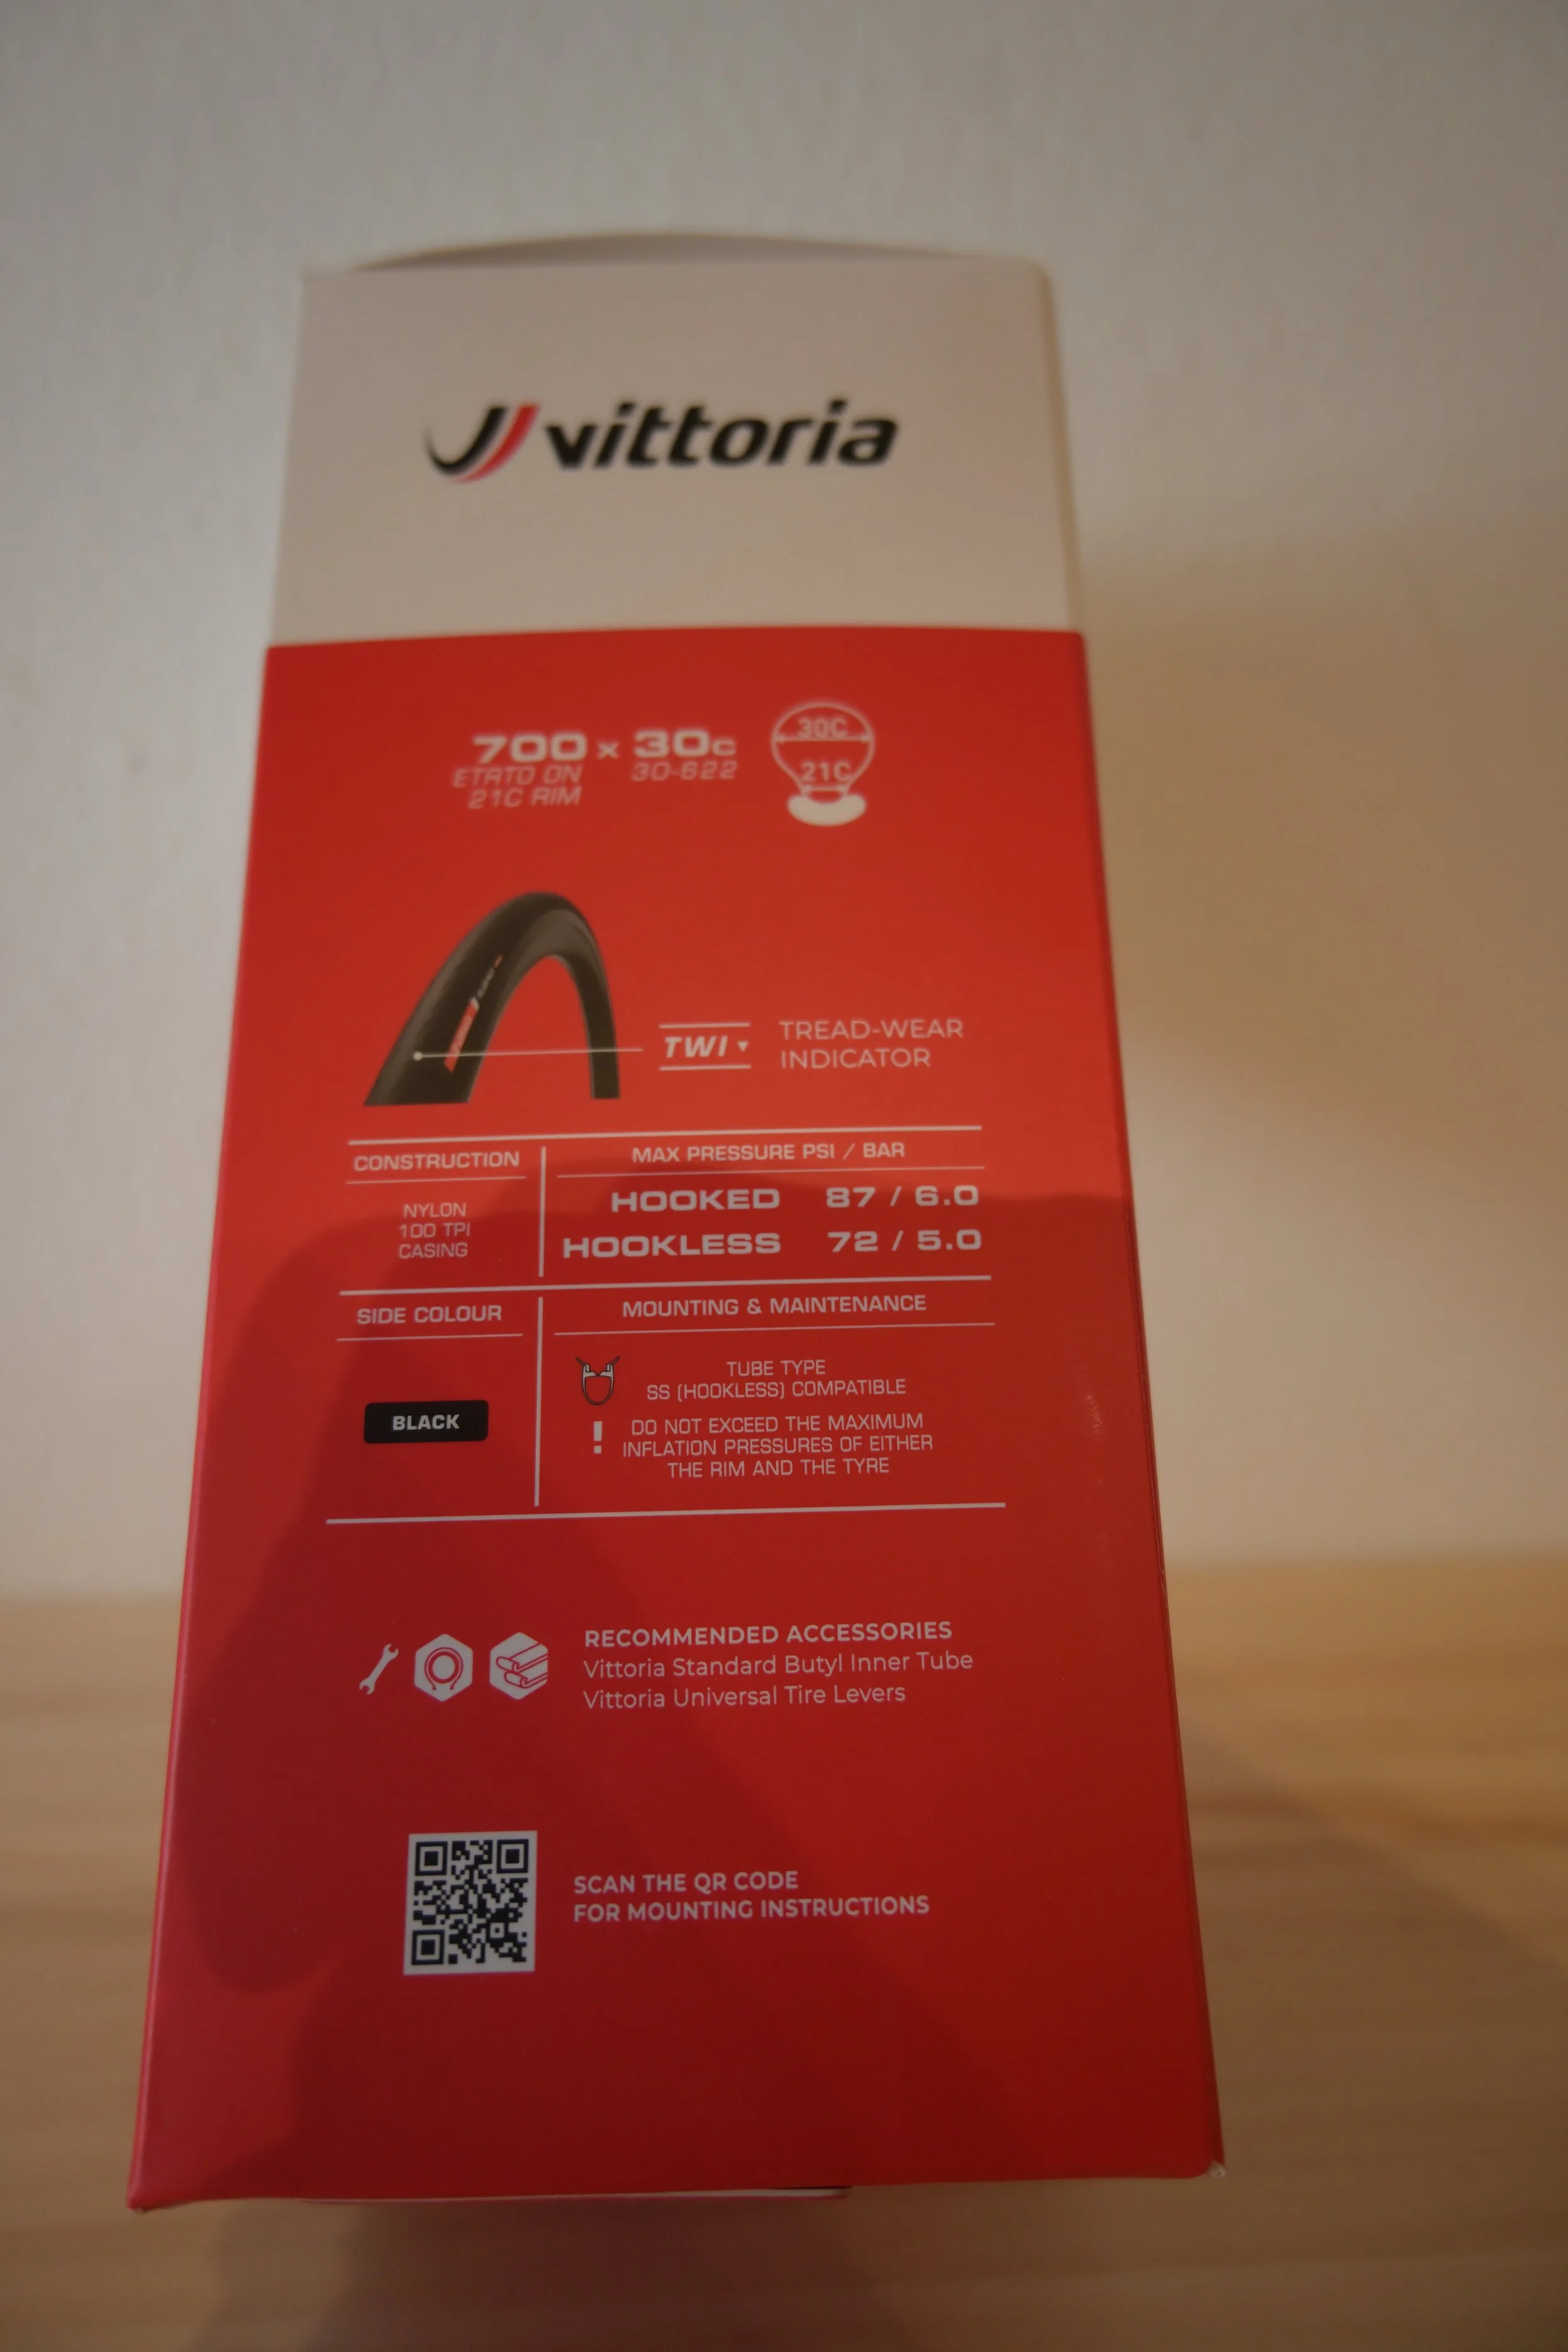 vittoria
700 x 30c
ETRTO ON 30-622
21C RIM
30C
21C
TWI
TREAD-WEAR
INDICATOR
CONSTRUCTION
NYLON
100 TPI
CASING
MAX PRESSURE PSI / BAR
HOOKED 87 / 6.0
HOOKLESS 72 / 5.0
SIDE COLOUR
BLACK
MOUNTING & MAINTENANCE
TUBE TYPE
SS (HOOKLESS) COMPATIBLE
! DO NOT EXCEED THE MAXIMUM
INFLATION PRESSURES OF EITHER
THE RIM AND THE TYRE
RECOMMENDED ACCESSORIES
Vittoria Standard Butyl Inner Tube
Vittoria Universal Tire Levers
SCAN THE QR CODE
FOR MOUNTING INSTRUCTIONS